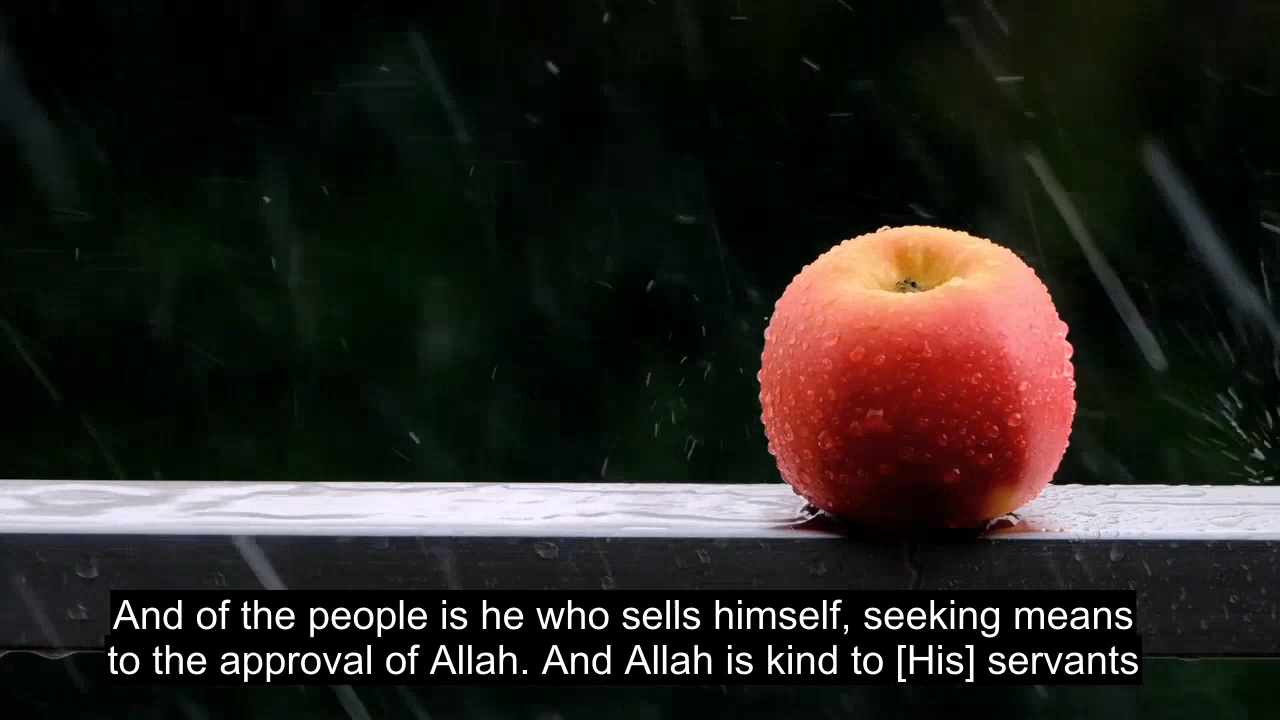 And of the people is he who sells himself, seeking means
to the approval of Allah. And Allah is kind to [His] servants